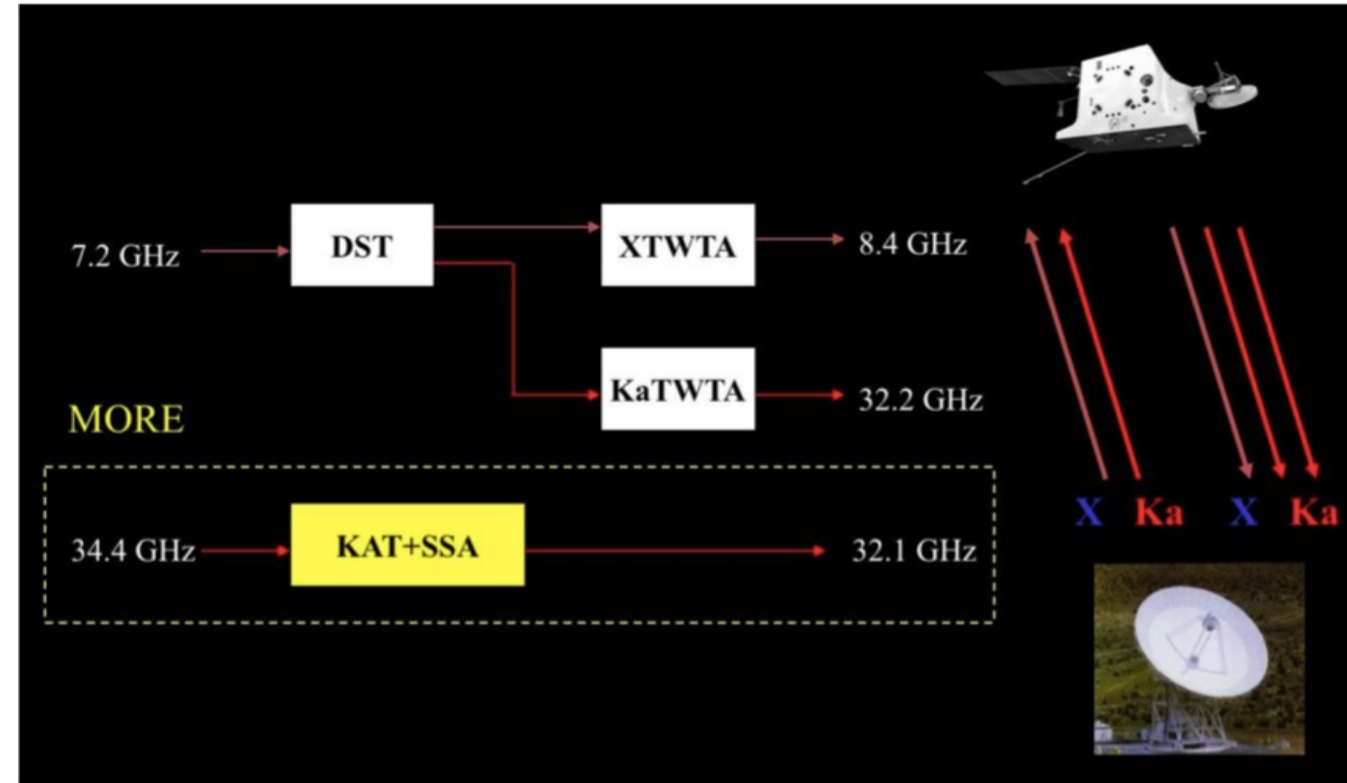 7.2 GHz
DST
XTWTA
8.4 GHz
KaTWTA
32.2 GHz
MORE
34.4 GHz
KAT+SSA
32.1 GHz
X Ka X Ka